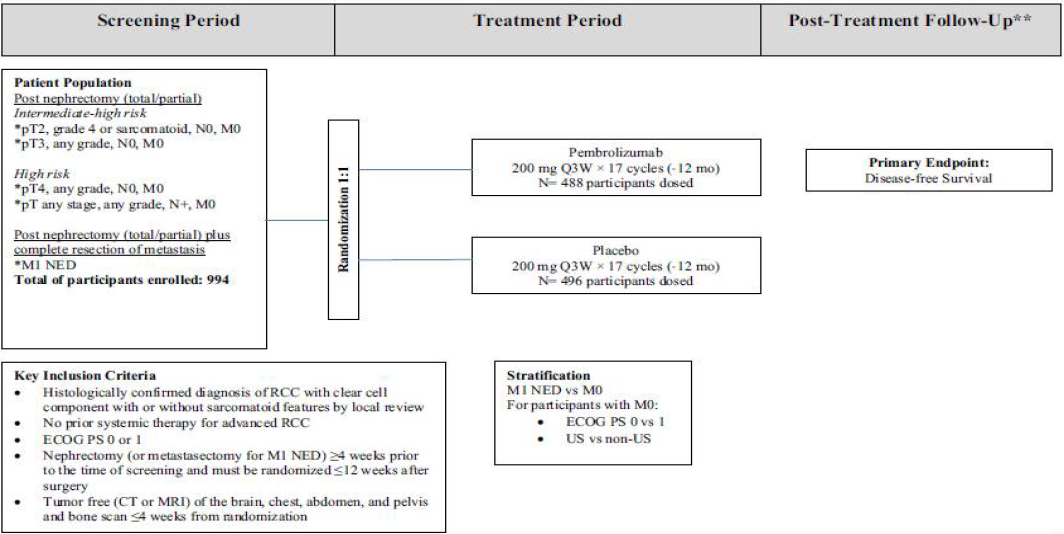 Screening Period
Treatment Period
Post-Treatment Follow-Up**
Patient Population
Post nephrectomy (total/partial)
Intermediate-high risk
*pT2, grade 4 or sarcomatoid, N0, M0
*pT3, any grade, N0, M0
High risk
*pT4, any grade, N0, M0
*pT any stage, any grade, N+, M0
Post nephrectomy (total/partial) plus
complete resection of metastasis
*M1 NED
Total of participants enrolled: 994
Randomization 1:1
Pembrolizumab
200 mg Q3W × 17 cycles (-12 mo)
N= 488 participants dosed
Placebo
200 mg Q3W × 17 cycles (-12 mo)
N= 496 participants dosed
Primary Endpoint:
Disease-free Survival
Key Inclusion Criteria
• Histologically confirmed diagnosis of RCC with clear cell
component with or without sarcomatoid features by local review
• No prior systemic therapy for advanced RCC
• ECOG PS 0 or 1
• Nephrectomy (or metastasectomy for M1 NED) ≥4 weeks prior
to the time of screening and must be randomized ≤12 weeks after
surgery
• Tumor free (CT or MRI) of the brain, chest, abdomen, and pelvis
and bone scan ≤4 weeks from randomization
Stratification
M1 NED vs M0
For participants with M0:
• ECOG PS 0 vs 1
• US vs non-US